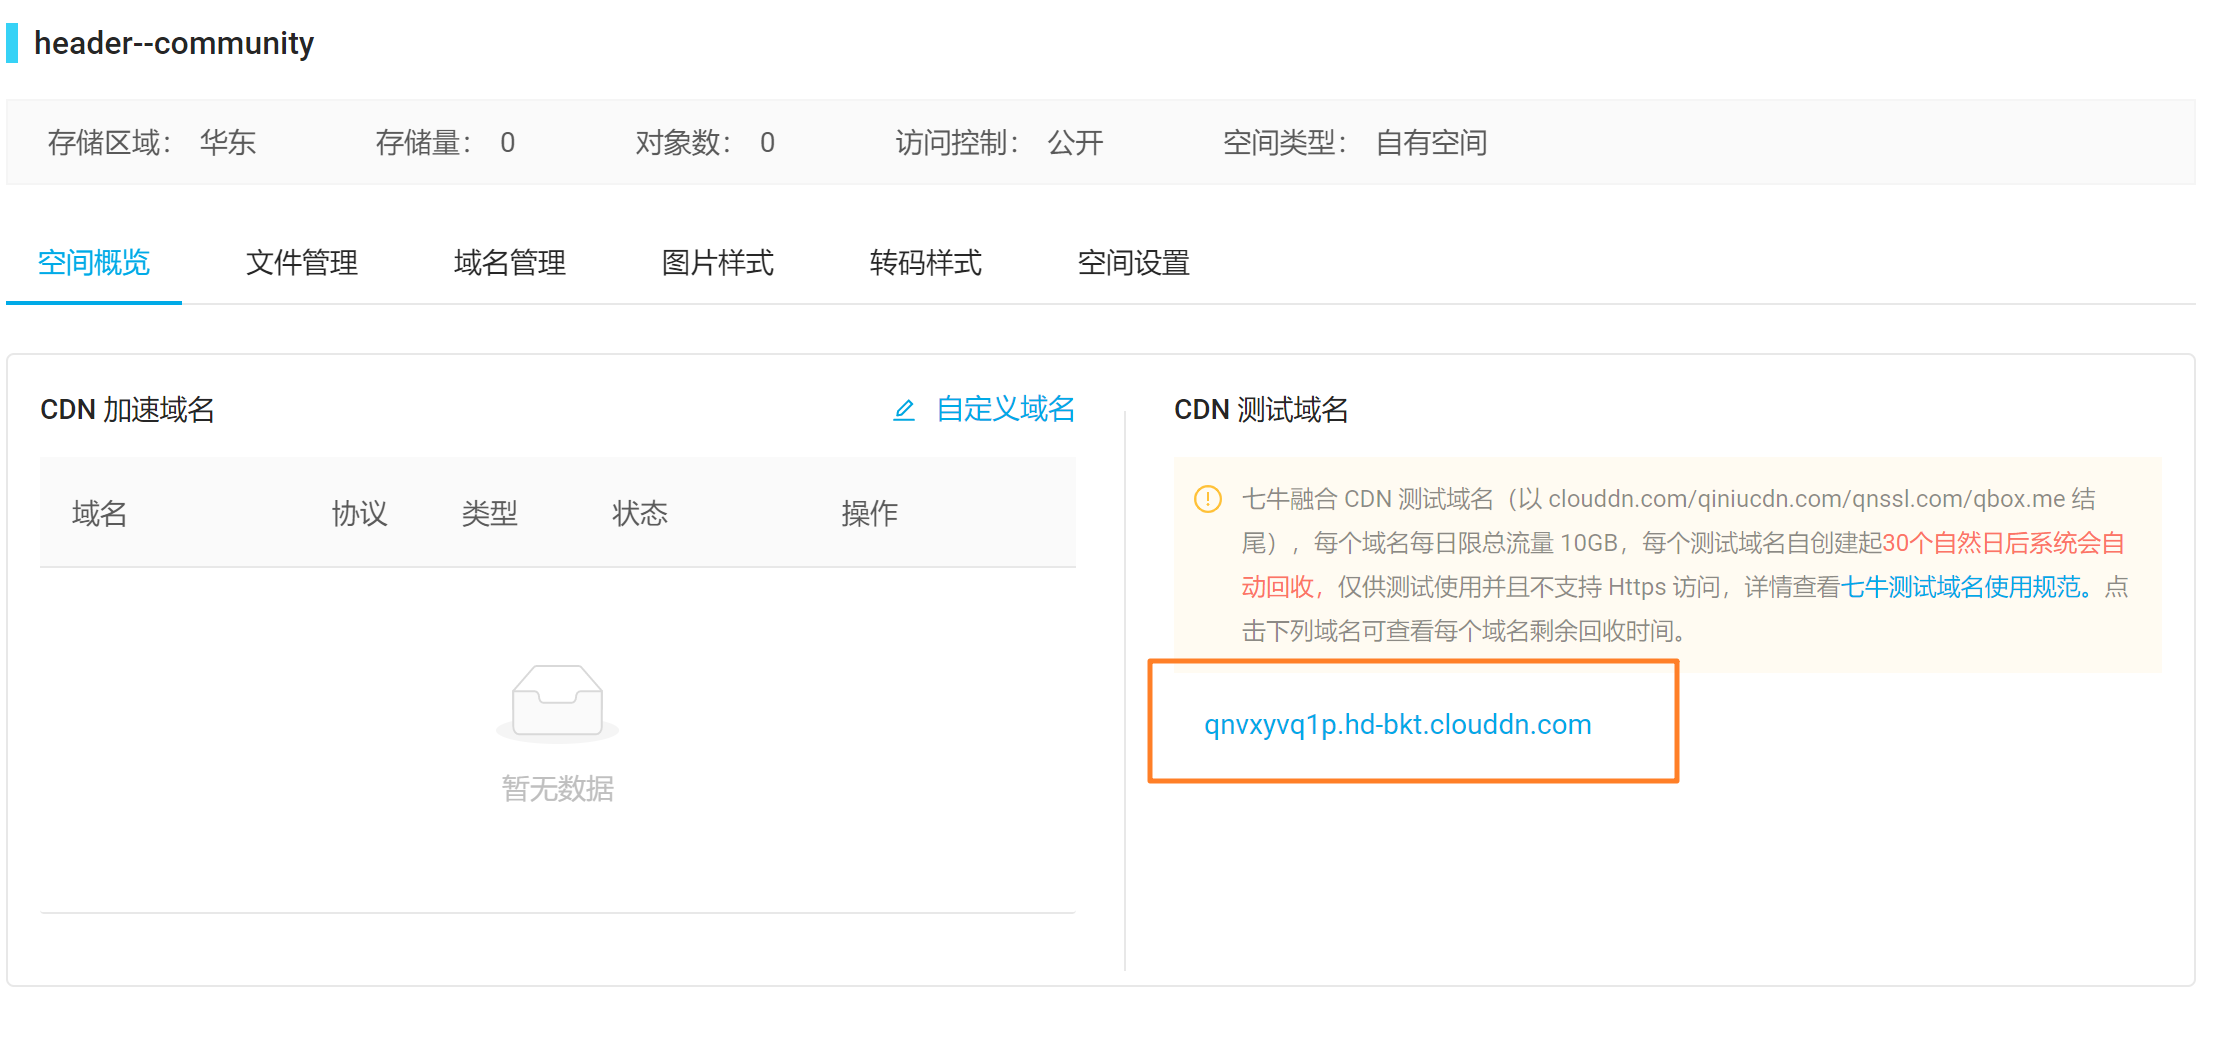 header--community
存储区域： 华东 存储量： 0 对象数： 0 访问控制： 公开 空间类型： 自有空间
空间概览 文件管理 域名管理 图片样式 转码样式 空间设置
CDN 加速域名 自定义域名
域名 协议 类型 状态 操作
暂无数据
CDN 测试域名
七牛融合 CDN 测试域名（以 clouddn.com/qiniucdn.com/qnssl.com/qbox.me 结
尾），每个域名每日限总流量 10GB，每个测试域名自创建起30个自然日后系统会自
动回收，仅供测试使用并且不支持 Https 访问，详情查看七牛测试域名使用规范。点
击下列域名可查看每个域名剩余回收时间。
qnvxyvq1p.hd-bkt.clouddn.com